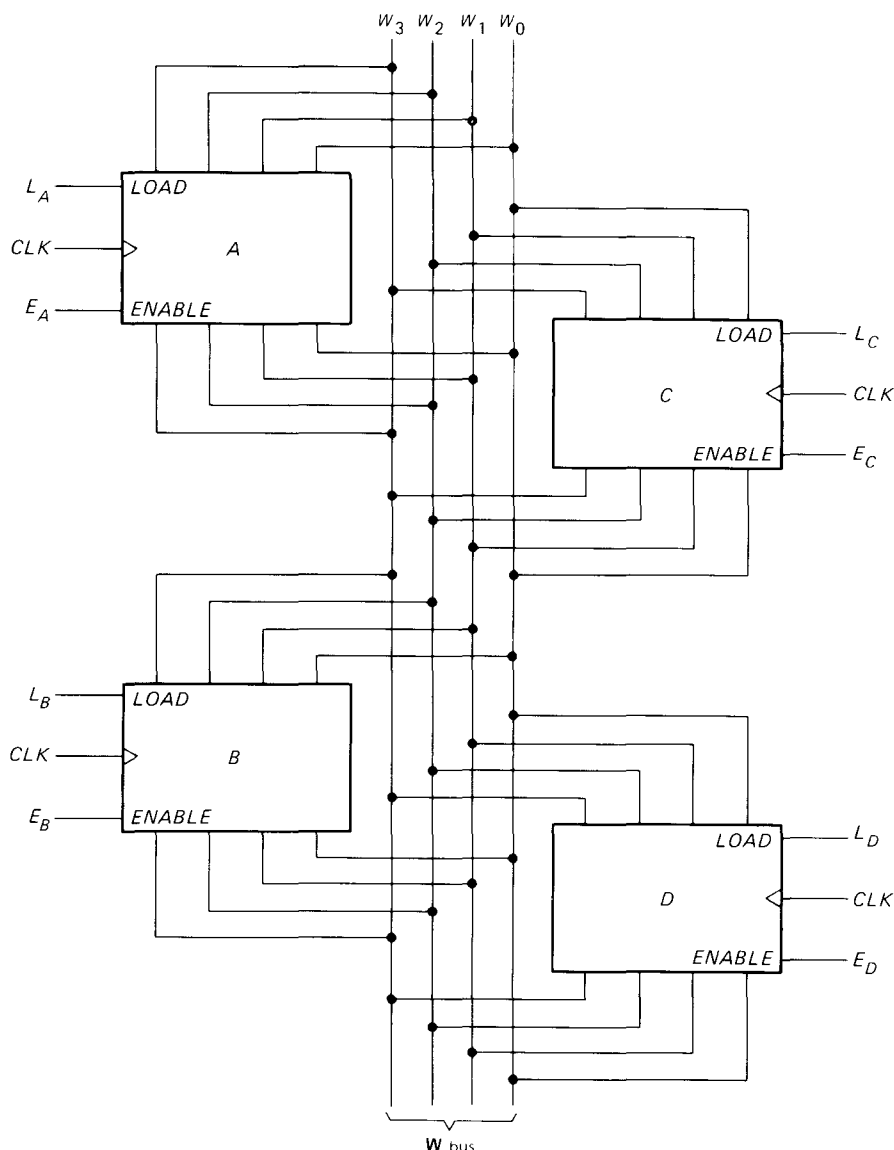 W3 W2 W1 W0
LA LOAD
CLK A
EA ENABLE
LOAD LC
C CLK
ENABLE EC
LB LOAD
CLK B
EB ENABLE
LOAD LD
D CLK
ENABLE ED
W bus